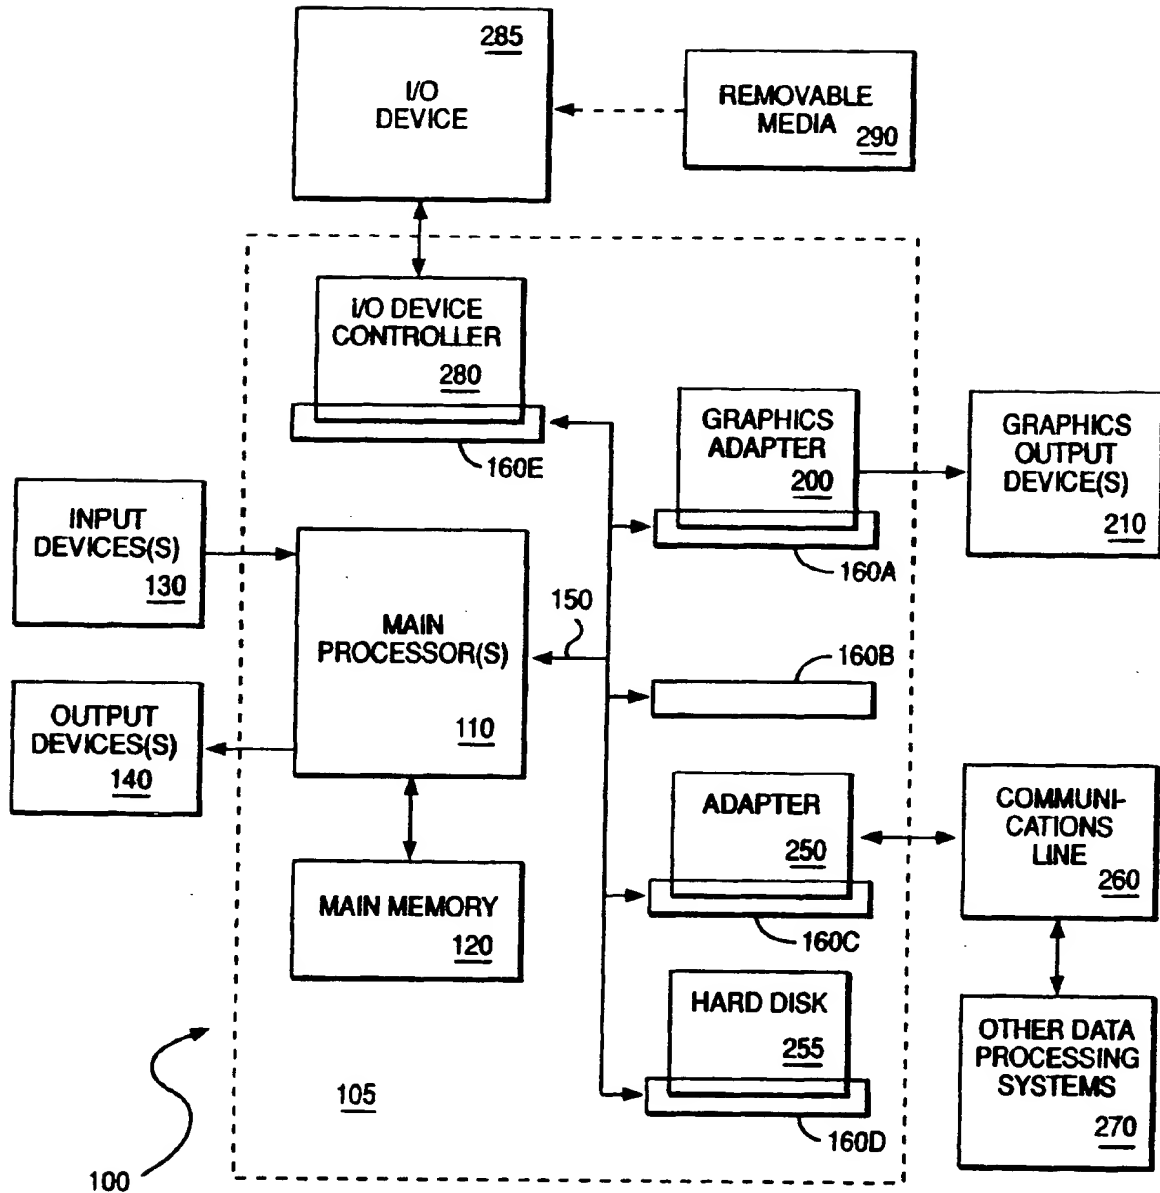 285
I/O
DEVICE
REMOVABLE
MEDIA
290
I/O DEVICE
CONTROLLER
280
160E
GRAPHICS
ADAPTER
200
160A
GRAPHICS
OUTPUT
DEVICE(S)
210
INPUT
DEVICES(S)
130
MAIN
PROCESSOR(S)
110
150
160B
OUTPUT
DEVICES(S)
140
ADAPTER
250
160C
COMMUNI-
CATIONS
LINE
260
MAIN MEMORY
120
HARD DISK
255
160D
OTHER DATA
PROCESSING
SYSTEMS
270
105
100